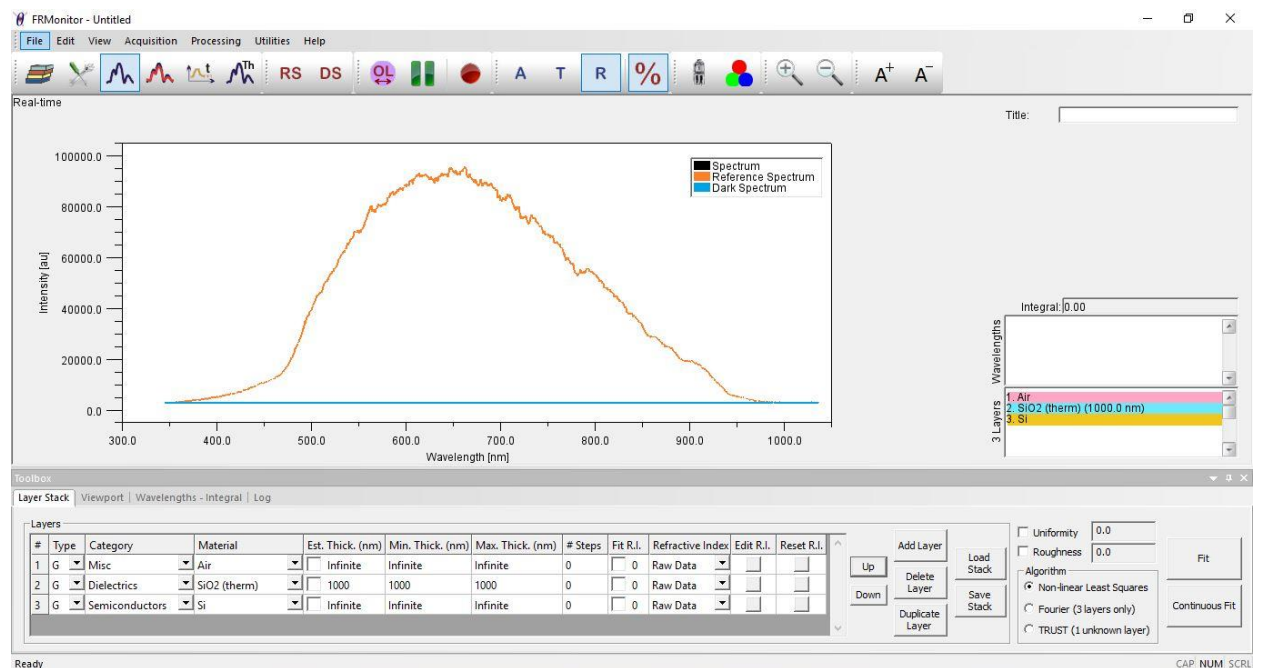 FRMonitor - Untitled
File Edit View Acquisition Processing Utilities Help
t Th RS DS OL A T R % A+ A-
Real-time
Title:
Spectrum
Reference Spectrum
Dark Spectrum
100000.0
80000.0
60000.0
40000.0
20000.0
0.0
Intensity [au]
300.0 400.0 500.0 600.0 700.0 800.0 900.0 1000.0
Wavelength [nm]
Integral: 0.00
Wavelengths
3 Layers
1. Air
2. SiO2 (therm) (1000.0 nm)
3. Si
Toolbox
Layer Stack Viewport Wavelengths - Integral Log
Layers
# Type Category Material Est. Thick. (nm) Min. Thick. (nm) Max. Thick. (nm) # Steps Fit R.I. Refractive Index Edit R.I. Reset R.I.
1 G Misc Air Infinite Infinite Infinite 0 0 Raw Data
2 G Dielectrics SiO2 (therm) 1000 1000 1000 0 0 Raw Data
3 G Semiconductors Si Infinite Infinite Infinite 0 0 Raw Data
Up
Down
Add Layer
Delete
Layer
Duplicate
Layer
Load
Stack
Save
Stack
Uniformity 0.0
Roughness 0.0
Algorithm
Non-linear Least Squares
Fourier (3 layers only)
TRUST (1 unknown layer)
Fit
Continuous Fit
Ready
CAP NUM SCRL